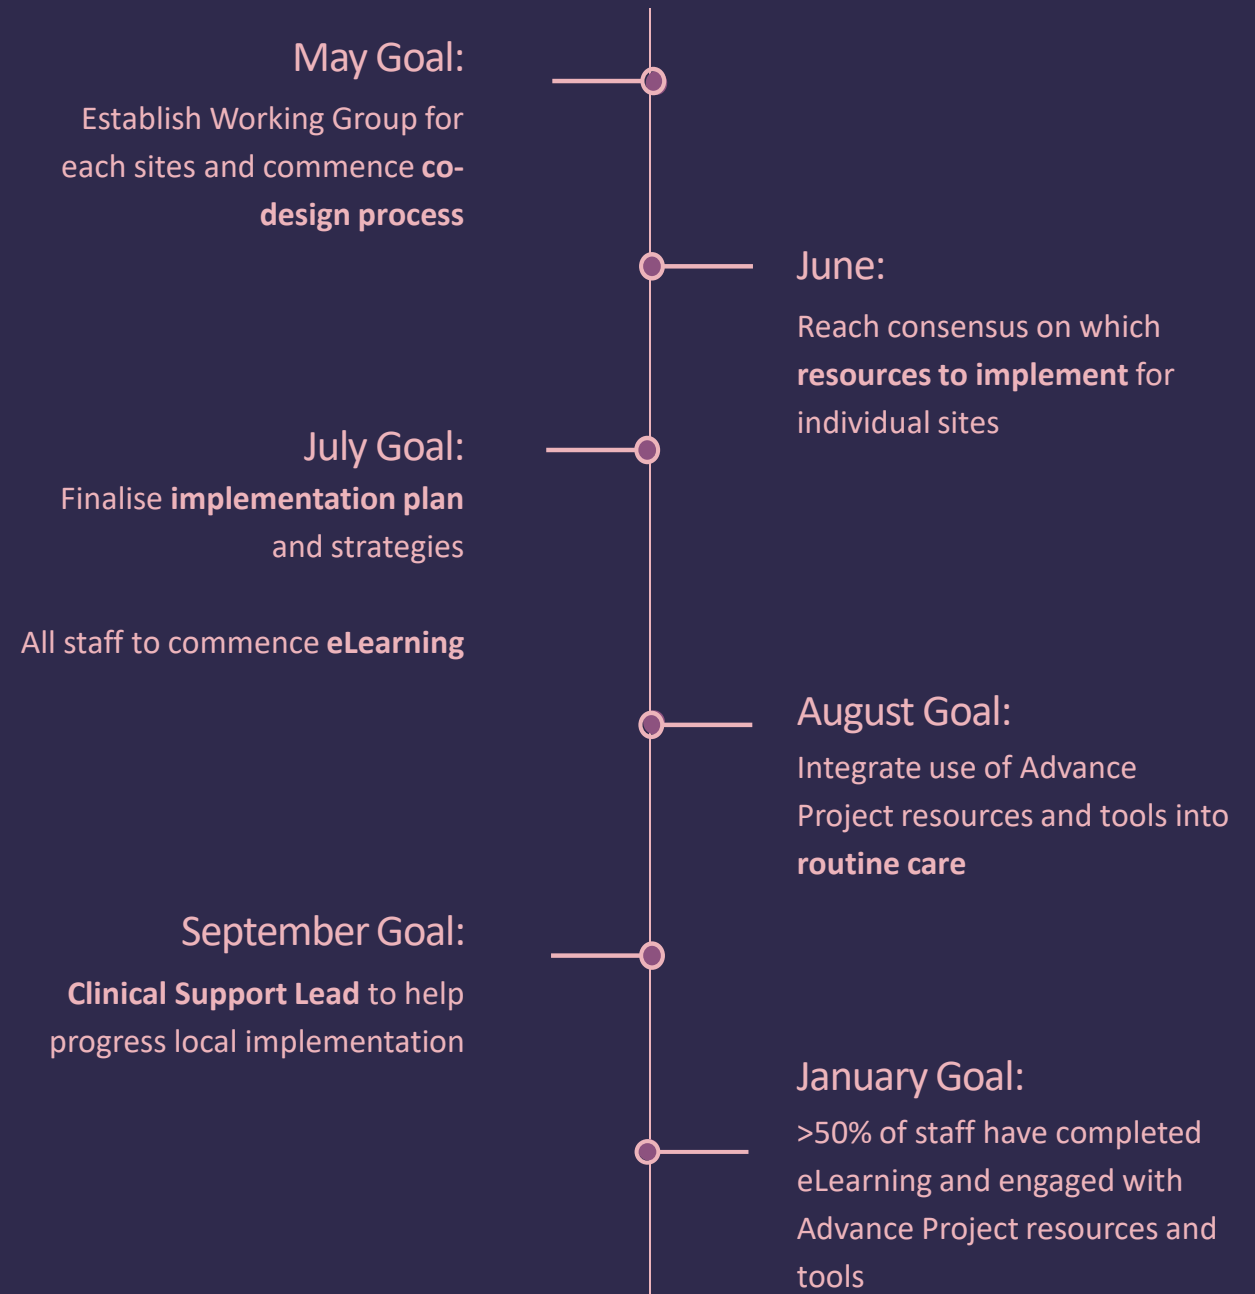 May Goal:
Establish Working Group for
each sites and commence co-
design process
June:
Reach consensus on which
resources to implement for
individual sites
July Goal:
Finalise implementation plan
and strategies
All staff to commence eLearning
August Goal:
Integrate use of Advance
Project resources and tools into
routine care
September Goal:
Clinical Support Lead to help
progress local implementation
January Goal:
>50% of staff have completed
eLearning and engaged with
Advance Project resources and
tools